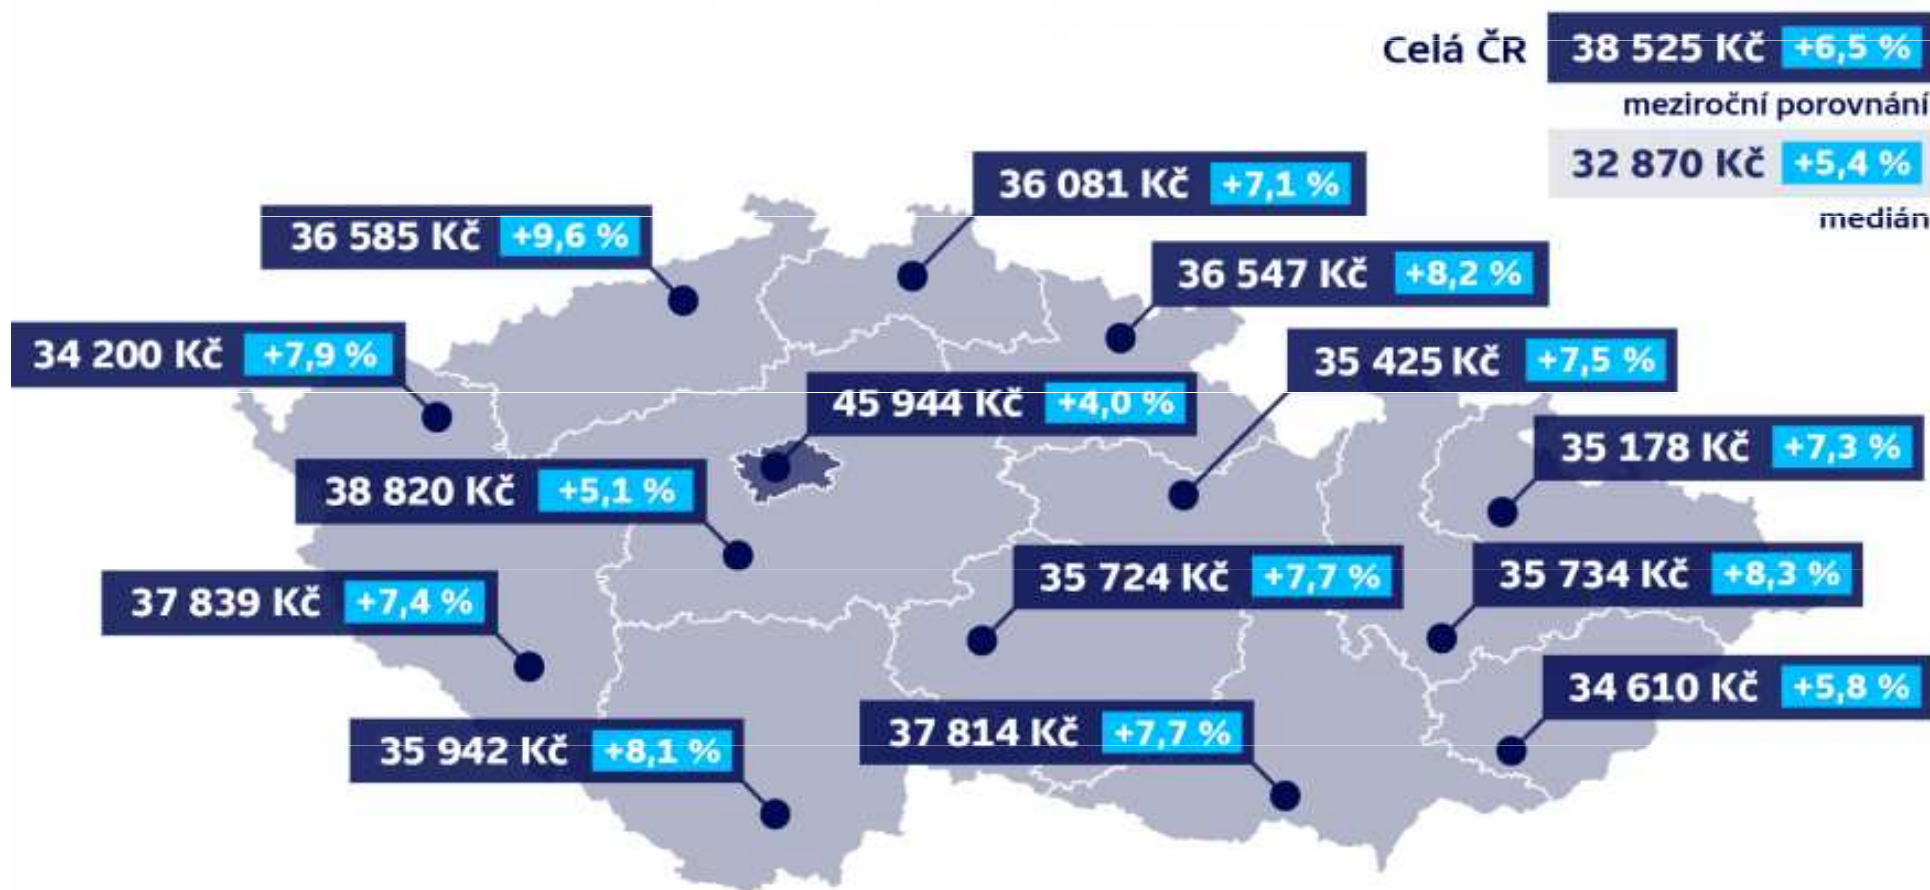 Celá ČR 38 525 Kč +6,5 %
meziroční porovnání
32 870 Kč +5,4 %
medián
36 081 Kč +7,1 %
36 585 Kč +9,6 %
36 547 Kč +8,2 %
34 200 Kč +7,9 %
35 425 Kč +7,5 %
45 944 Kč +4,0 %
35 178 Kč +7,3 %
38 820 Kč +5,1 %
35 724 Kč +7,7 %
35 734 Kč +8,3 %
37 839 Kč +7,4 %
34 610 Kč +5,8 %
37 814 Kč +7,7 %
35 942 Kč +8,1 %